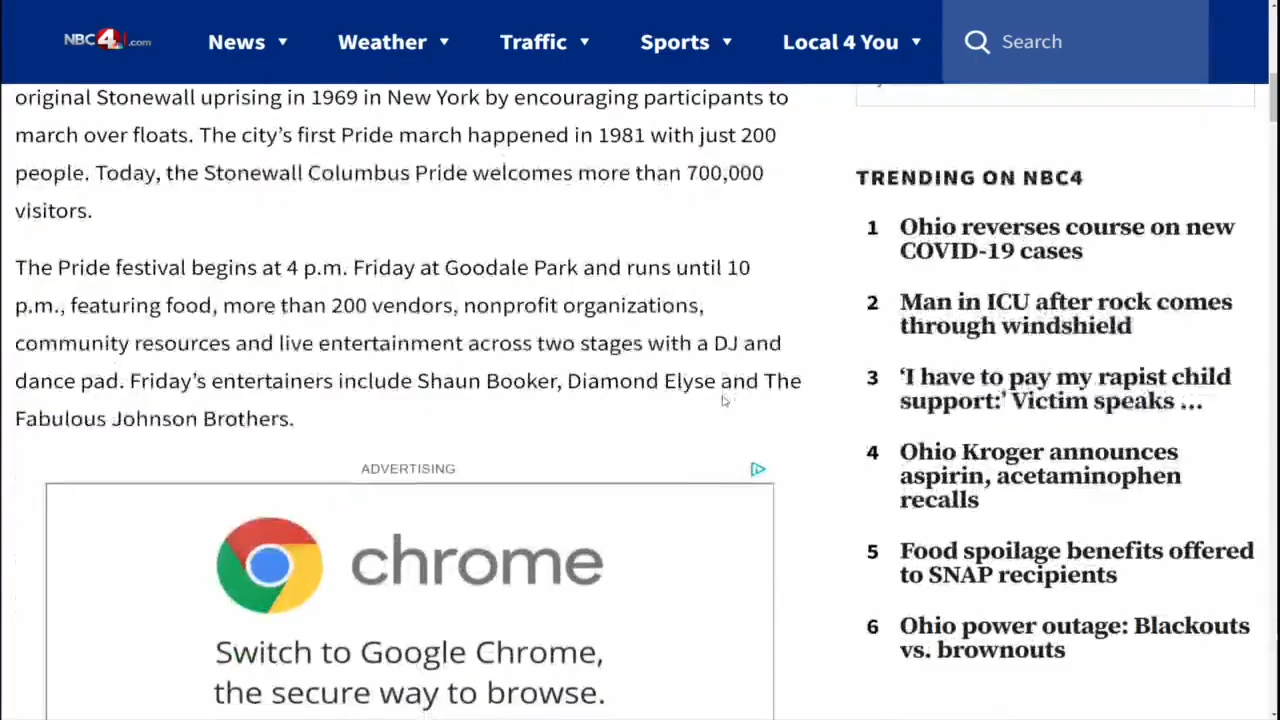 NBC4i.com
News
Weather
Traffic
Sports
Local 4 You
Search
original Stonewall uprising in 1969 in New York by encouraging participants to
march over floats. The city’s first Pride march happened in 1981 with just 200
people. Today, the Stonewall Columbus Pride welcomes more than 700,000
visitors.
The Pride festival begins at 4 p.m. Friday at Goodale Park and runs until 10
p.m., featuring food, more than 200 vendors, nonprofit organizations,
community resources and live entertainment across two stages with a DJ and
dance pad. Friday’s entertainers include Shaun Booker, Diamond Elyse and The
Fabulous Johnson Brothers.
ADVERTISING
chrome
Switch to Google Chrome,
the secure way to browse.
TRENDING ON NBC4
1 Ohio reverses course on new
COVID-19 cases
2 Man in ICU after rock comes
through windshield
3 ‘I have to pay my rapist child
support:’ Victim speaks …
4 Ohio Kroger announces
aspirin, acetaminophen
recalls
5 Food spoilage benefits offered
to SNAP recipients
6 Ohio power outage: Blackouts
vs. brownouts